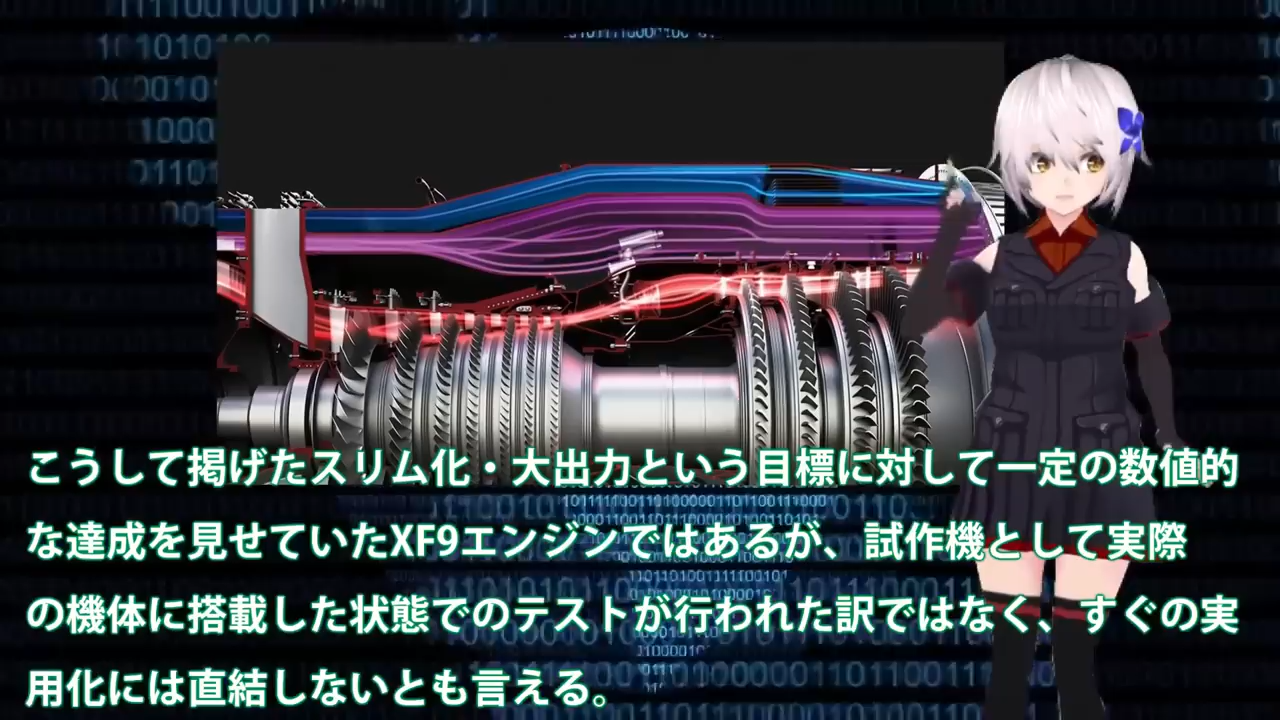 こうして掲げたスリム化・大出力という目標に対して一定の数値的
な達成を見せていたXF9エンジンではあるが、試作機として実際
の機体に搭載した状態でのテストが行われた訳ではなく、すぐの実
用化には直結しないとも言える。